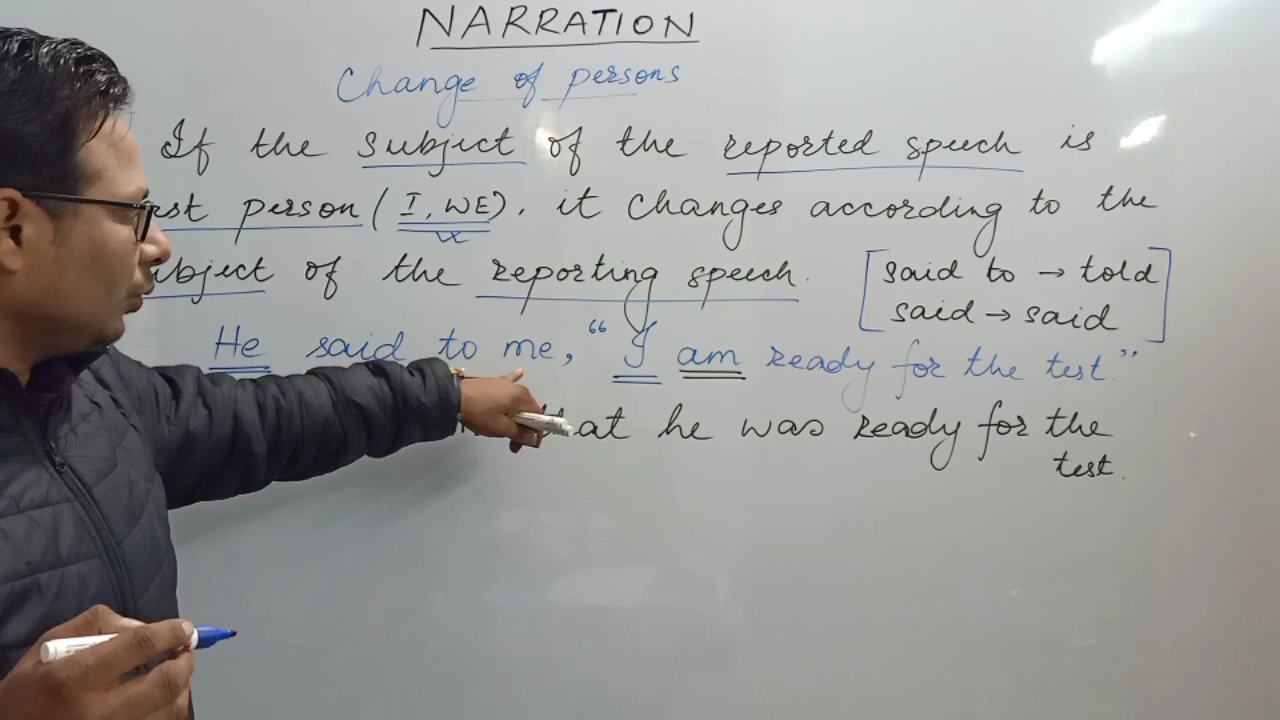 NARRATION
Change of persons
If the subject of the reported speech is
person (I, WE). it changes according to the
of the reporting speech.
[said to → told
said → said]
He said to me, "I am ready for the test."
he was ready for the
test.